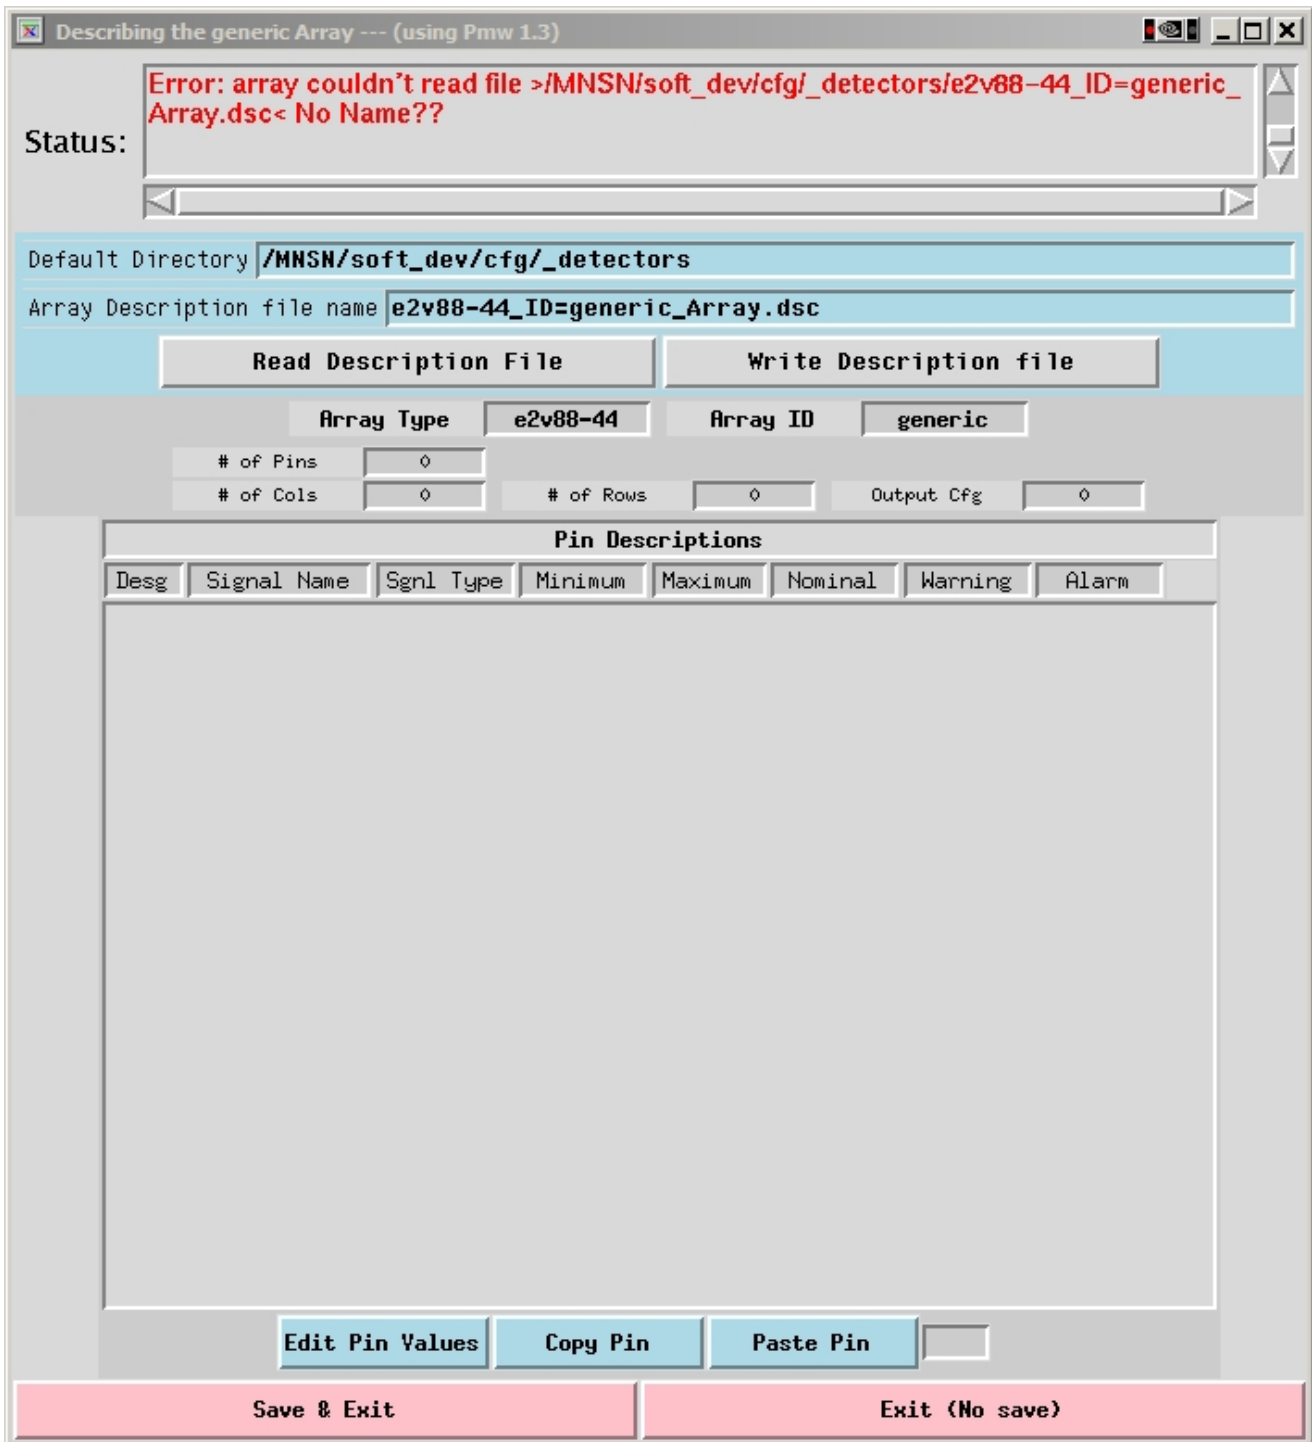 Describing the generic Array --- (using Pmw 1.3)
Status:
Error: array couldn't read file >/MNSN/soft_dev/cfg/_detectors/e2v88-44_ID=generic_
Array.dsc< No Name??
Default Directory /MNSN/soft_dev/cfg/_detectors
Array Description file name e2v88-44_ID=generic_Array.dsc
Read Description File Write Description file
Array Type e2v88-44 Array ID generic
# of Pins 0
# of Cols 0 # of Rows 0 Output Cfg 0
Pin Descriptions
Desg Signal Name Sgnl Type Minimum Maximum Nominal Warning Alarm
Edit Pin Values Copy Pin Paste Pin
Save & Exit Exit (No save)